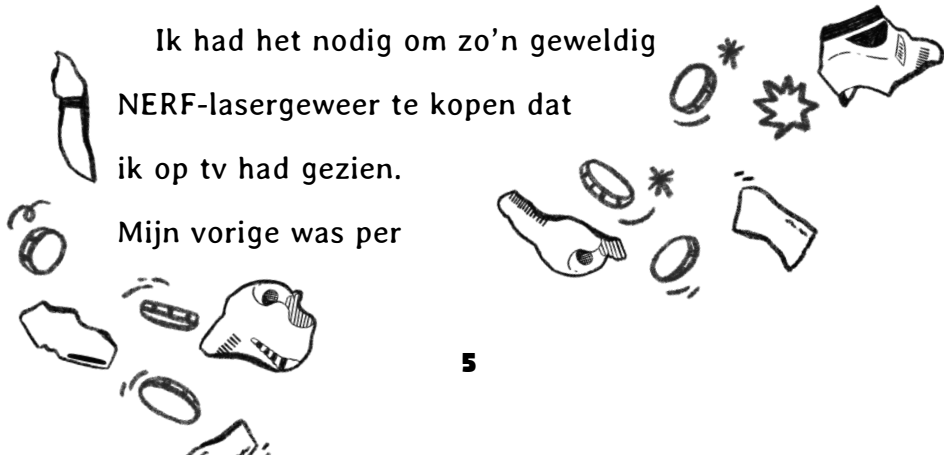 Ik had het nodig om zo’n geweldig
NERF-lasergeweer te kopen dat
ik op tv had gezien.
Mijn vorige was per
5